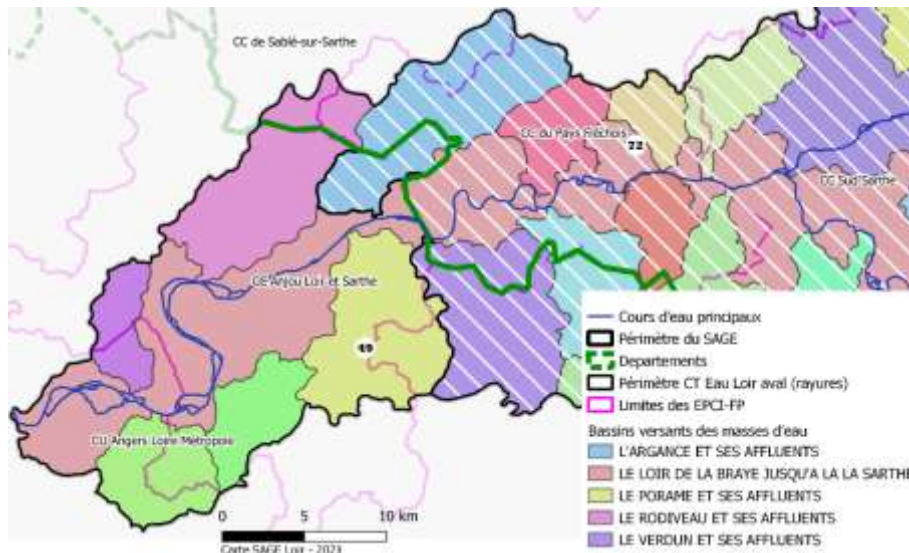 CC de Sablé-sur-Sarthe
CC du Pays Fléchois
72
CC Sud Sarthe
CC Anjou Loir et Sarthe
49
CU Angers Loire Métropole
Cours d'eau principaux
Périmètre du SAGE
Departements
Périmètre CT Eau Loir aval (rayures)
Limites des EPCI-FP
Bassins versants des masses d'eau
L'ARGANCE ET SES AFFLUENTS
LE LOIR DE LA BRAYE JUSQU'A LA LA SARTHE
LE PORAME ET SES AFFLUENTS
LE RODIVEAU ET SES AFFLUENTS
LE VERDUN ET SES AFFLUENTS
0 5 10 km
Carte SAGE Loir - 2023